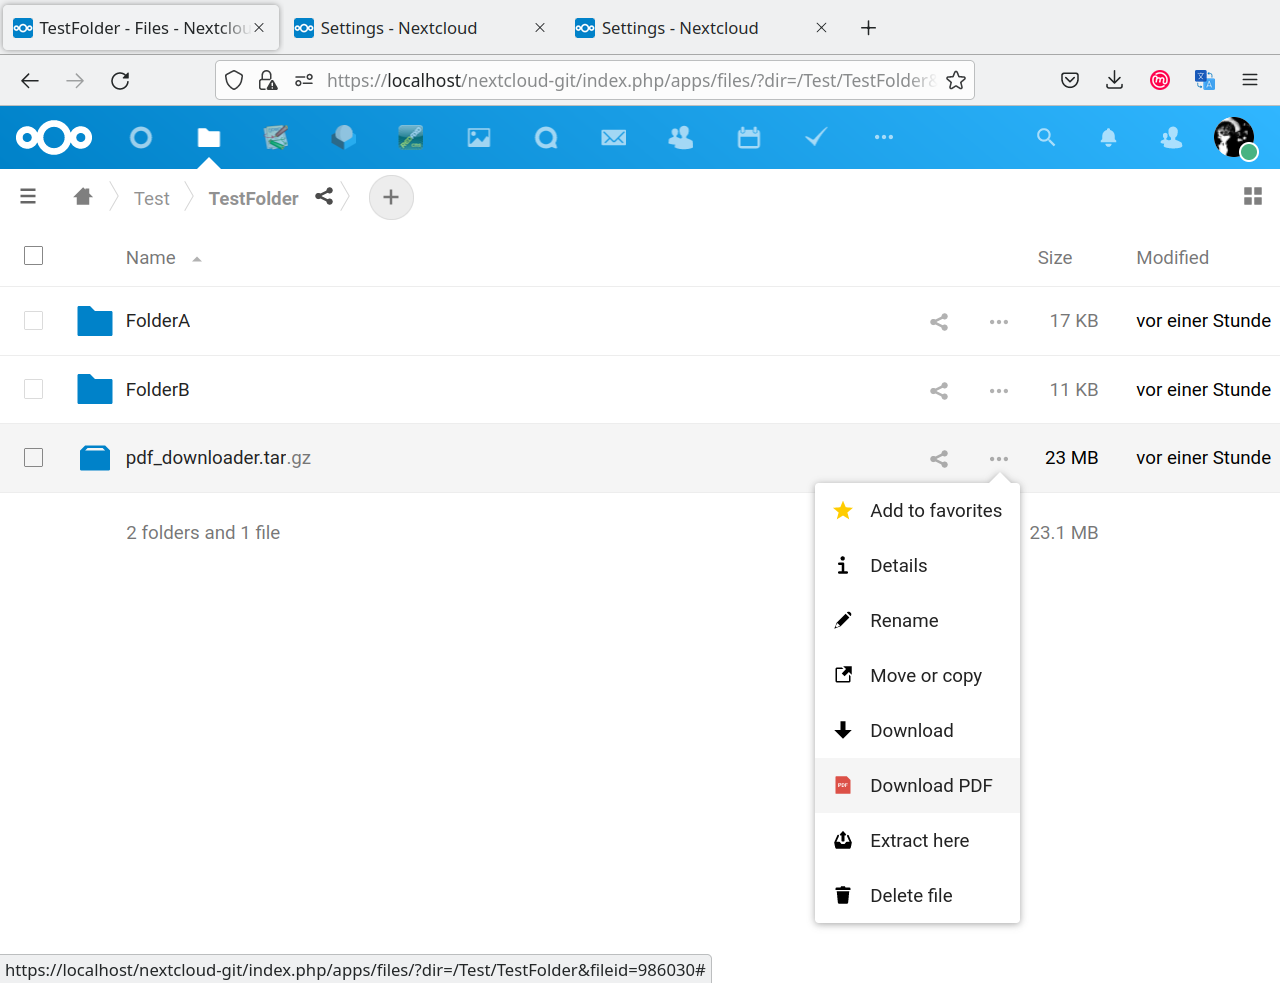 TestFolder - Files - Nextclou
Settings - Nextcloud
Settings - Nextcloud
https://localhost/nextcloud-git/index.php/apps/files/?dir=/Test/TestFolder&
Test
TestFolder
Name
Size
Modified
FolderA
17 KB
vor einer Stunde
FolderB
11 KB
vor einer Stunde
pdf_downloader.tar.gz
23 MB
vor einer Stunde
2 folders and 1 file
23.1 MB
Add to favorites
Details
Rename
Move or copy
Download
PDF
Download PDF
Extract here
Delete file
https://localhost/nextcloud-git/index.php/apps/files/?dir=/Test/TestFolder&fileid=986030#